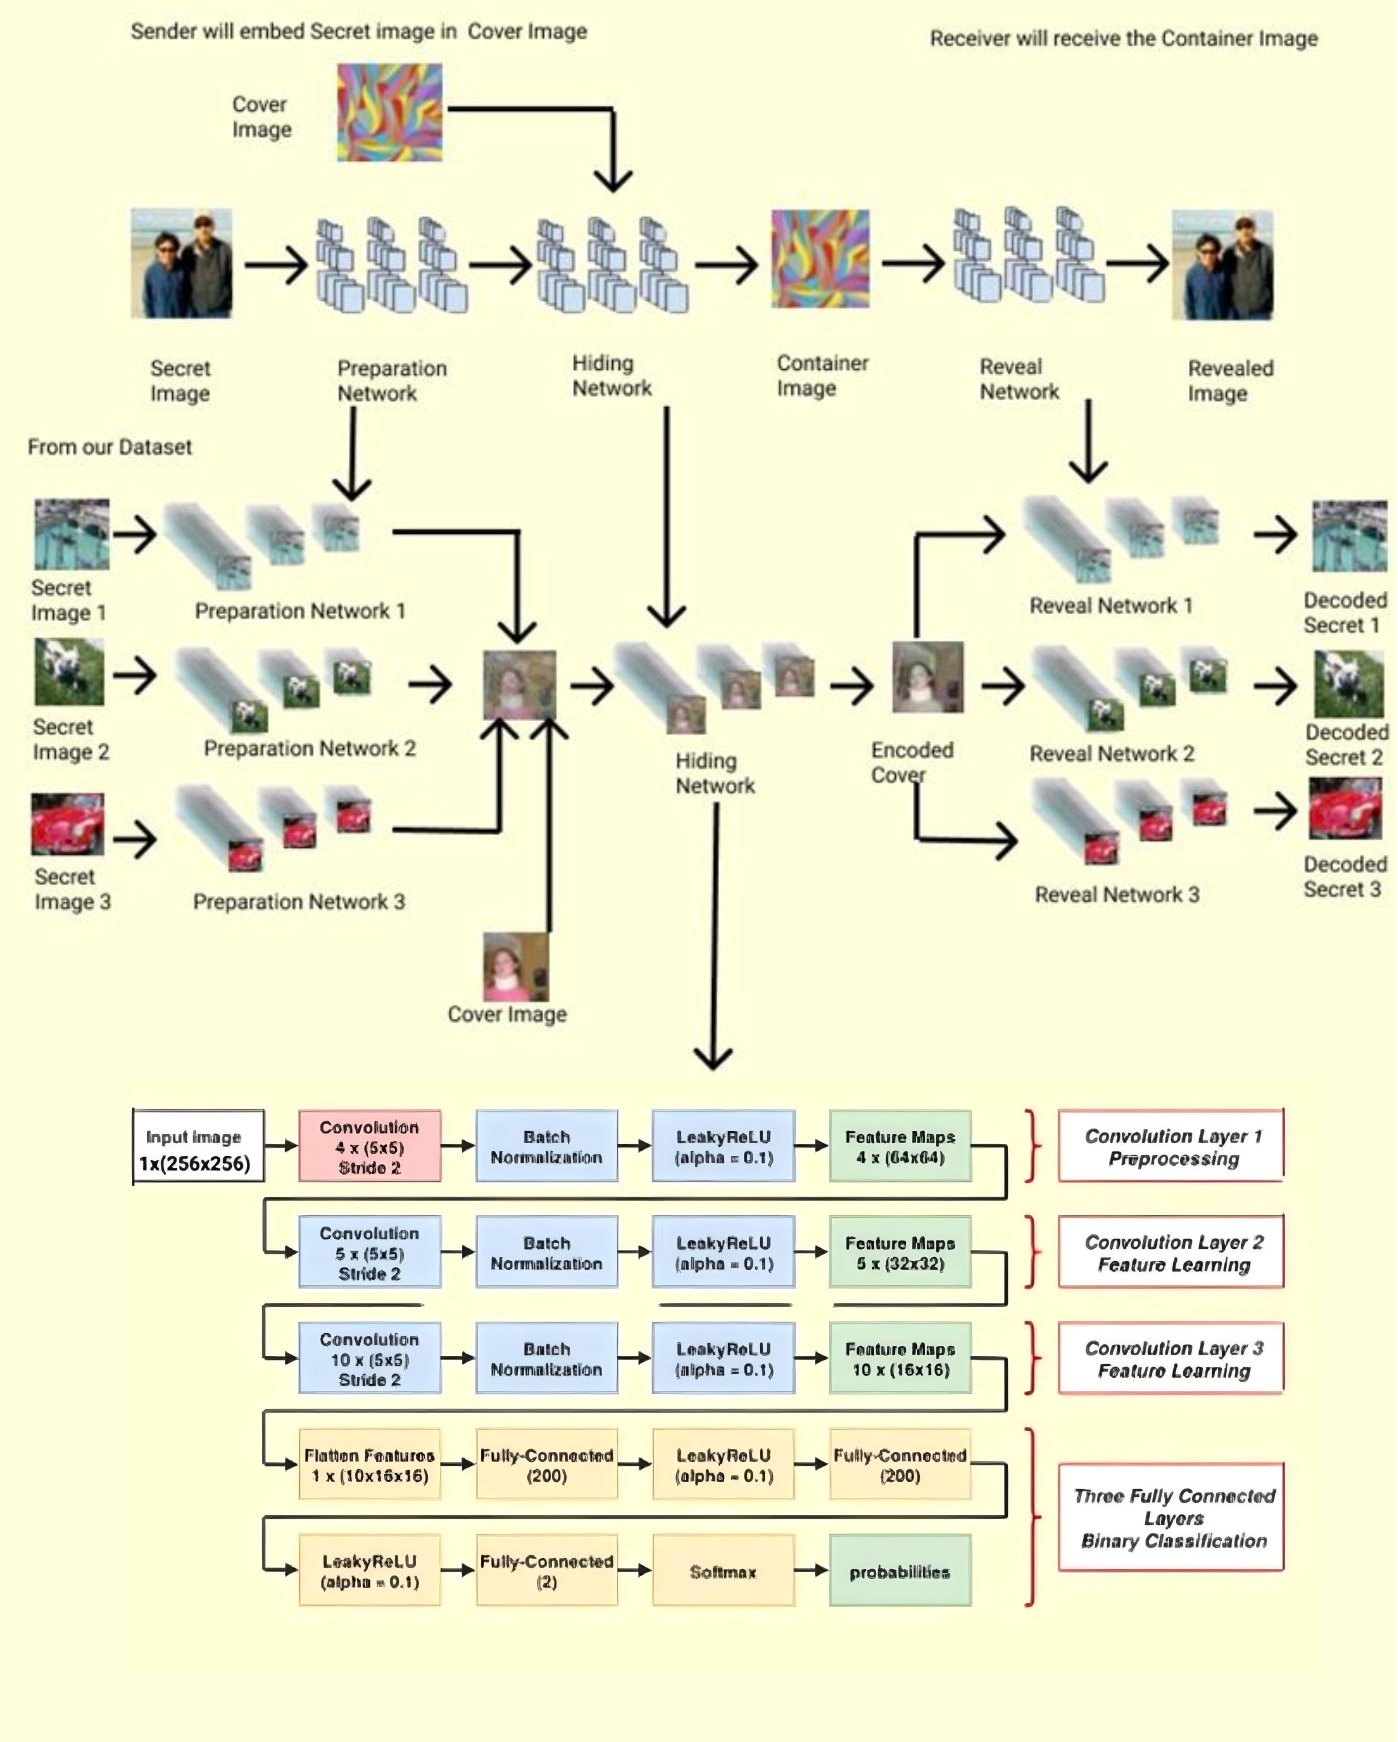 Sender will embed Secret image in Cover Image
Receiver will receive the Container Image
Cover
Image
Secret
Image
Preparation
Network
Hiding
Network
Container
Image
Reveal
Network
Revealed
Image
From our Dataset
Secret
Image 1
Preparation Network 1
Reveal Network 1
Decoded
Secret 1
Secret
Image 2
Preparation Network 2
Hiding
Network
Encoded
Cover
Reveal Network 2
Decoded
Secret 2
Secret
Image 3
Preparation Network 3
Reveal Network 3
Decoded
Secret 3
Cover Image
Input image
1x(256x256)
Convolution
4 x (5x5)
Stride 2
Batch
Normalization
LeakyReLU
(alpha = 0.1)
Feature Maps
4 x (64x64)
Convolution Layer 1
Preprocessing
Convolution
5 x (5x5)
Stride 2
Batch
Normalization
LeakyReLU
(alpha = 0.1)
Feature Maps
5 x (32x32)
Convolution Layer 2
Feature Learning
Convolution
10 x (5x5)
Stride 2
Batch
Normalization
LeakyReLU
(alpha = 0.1)
Feature Maps
10 x (16x16)
Convolution Layer 3
Feature Learning
Flatten Features
1 x (10x16x16)
Fully-Connected
(200)
LeakyReLU
(alpha = 0.1)
Fully-Connected
(200)
Three Fully Connected
Layers
Binary Classification
LeakyReLU
(alpha = 0.1)
Fully-Connected
(2)
Softmax
probabilities